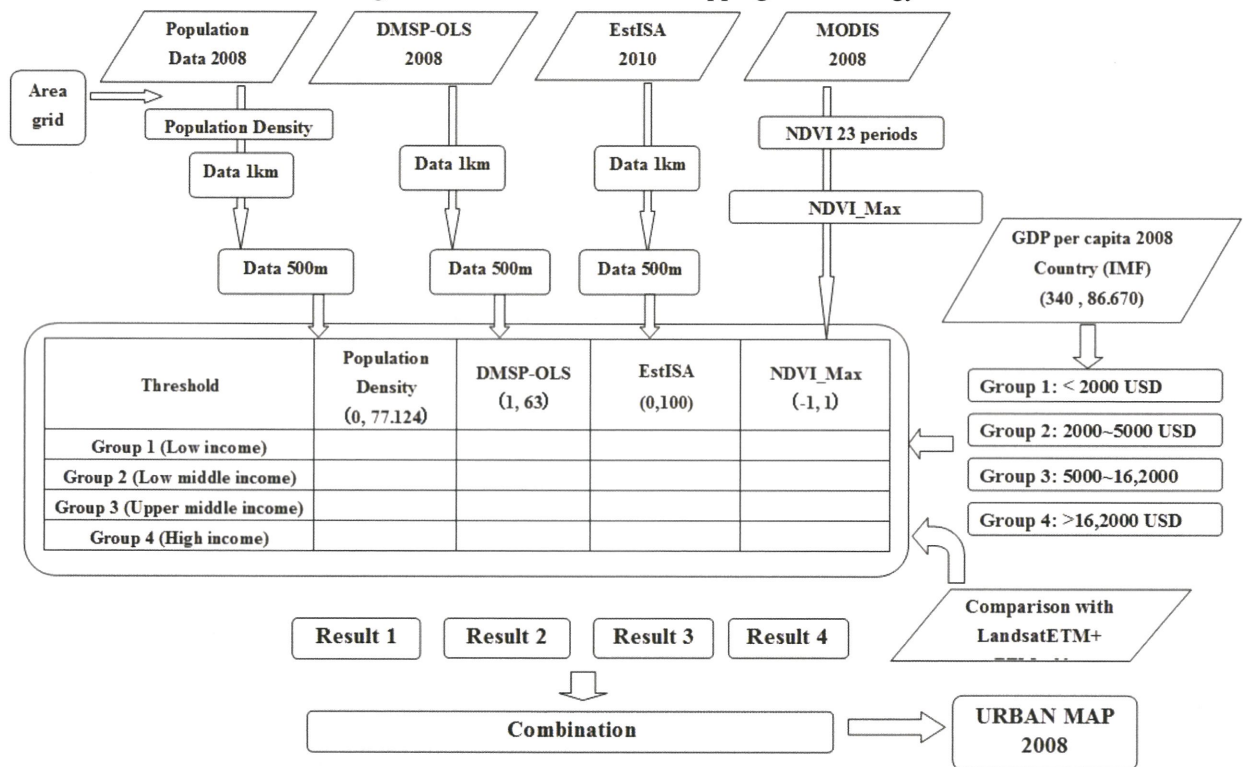 Population
Data 2008
DMSP-OLS
2008
EstISA
2010
MODIS
2008
Area
grid
Population Density
NDVI 23 periods
Data 1km
Data 1km
Data 1km
NDVI_Max
Data 500m
Data 500m
Data 500m
GDP per capita 2008
Country (IMF)
(340 , 86.670)
Threshold
Population
Density
(0, 77.124)
DMSP-OLS
(1, 63)
EstISA
(0,100)
NDVI_Max
(-1, 1)
Group 1 (Low income)
Group 2 (Low middle income)
Group 3 (Upper middle income)
Group 4 (High income)
Group 1: < 2000 USD
Group 2: 2000~5000 USD
Group 3: 5000~16,2000
Group 4: >16,2000 USD
Comparison with
LandsatETM+
Result 1
Result 2
Result 3
Result 4
Combination
URBAN MAP
2008